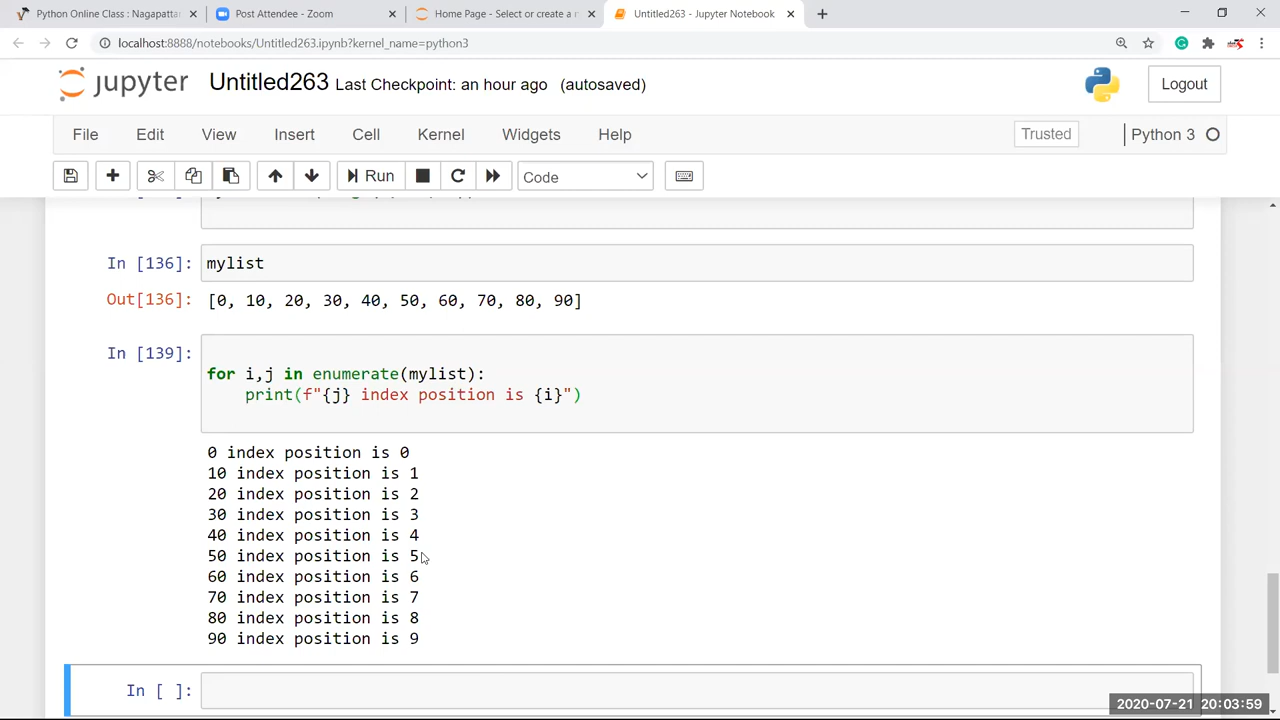 Python Online Class : Nagapattan
Post Attendee - Zoom
Home Page - Select or create a n
Untitled263 - Jupyter Notebook
localhost:8888/notebooks/Untitled263.ipynb?kernel_name=python3
jupyter Untitled263 Last Checkpoint: an hour ago (autosaved)
Logout
File Edit View Insert Cell Kernel Widgets Help
Trusted
Python 3
Run
Code
In [136]: mylist
Out[136]: [0, 10, 20, 30, 40, 50, 60, 70, 80, 90]
In [139]:
for i,j in enumerate(mylist):
print(f"{j} index position is {i}")
0 index position is 0
10 index position is 1
20 index position is 2
30 index position is 3
40 index position is 4
50 index position is 5
60 index position is 6
70 index position is 7
80 index position is 8
90 index position is 9
In [ ]:
2020-07-21 20:03:59